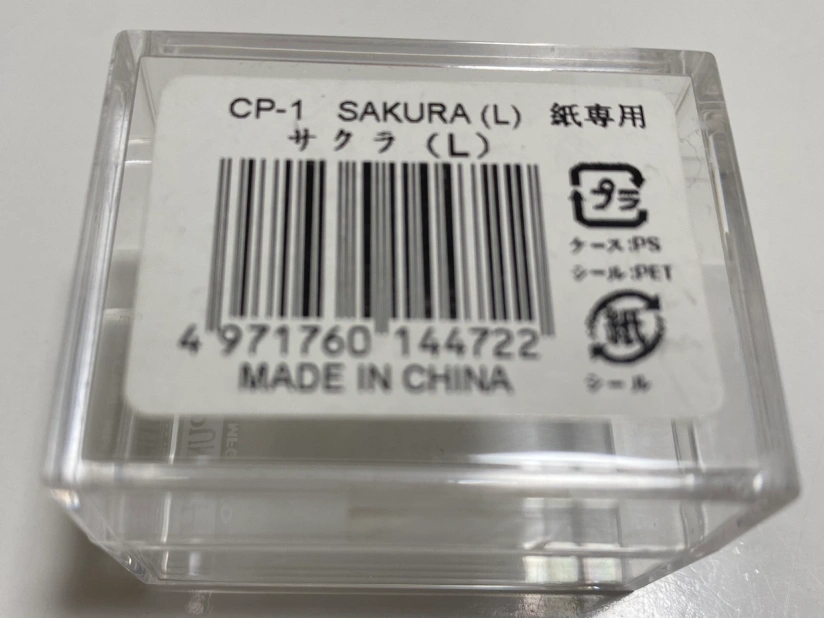 CP-1 SAKURA (L) 紙専用
サクラ (L)
プラ
ケース:PS
シール:PET
紙
シール
4 971760 144722
MADE IN CHINA